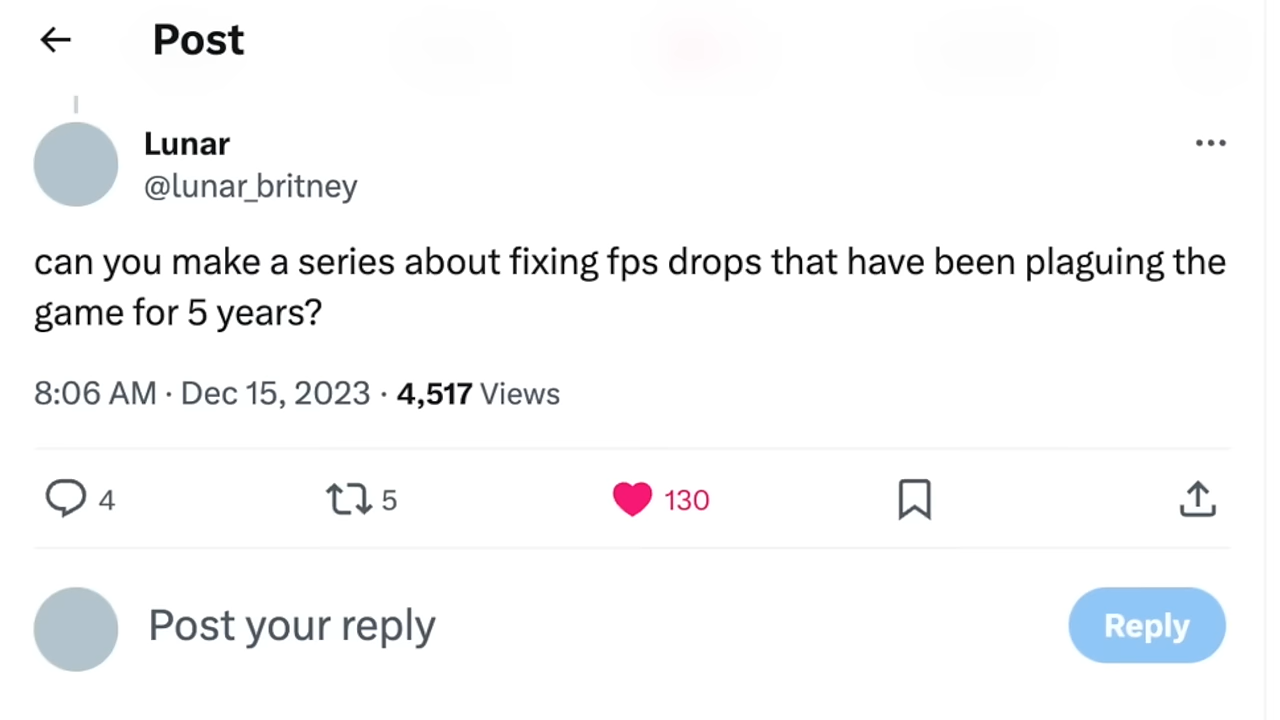 Post
Lunar
@lunar_britney
can you make a series about fixing fps drops that have been plaguing the
game for 5 years?
8:06 AM · Dec 15, 2023 · 4,517 Views
4 5 130
Post your reply
Reply